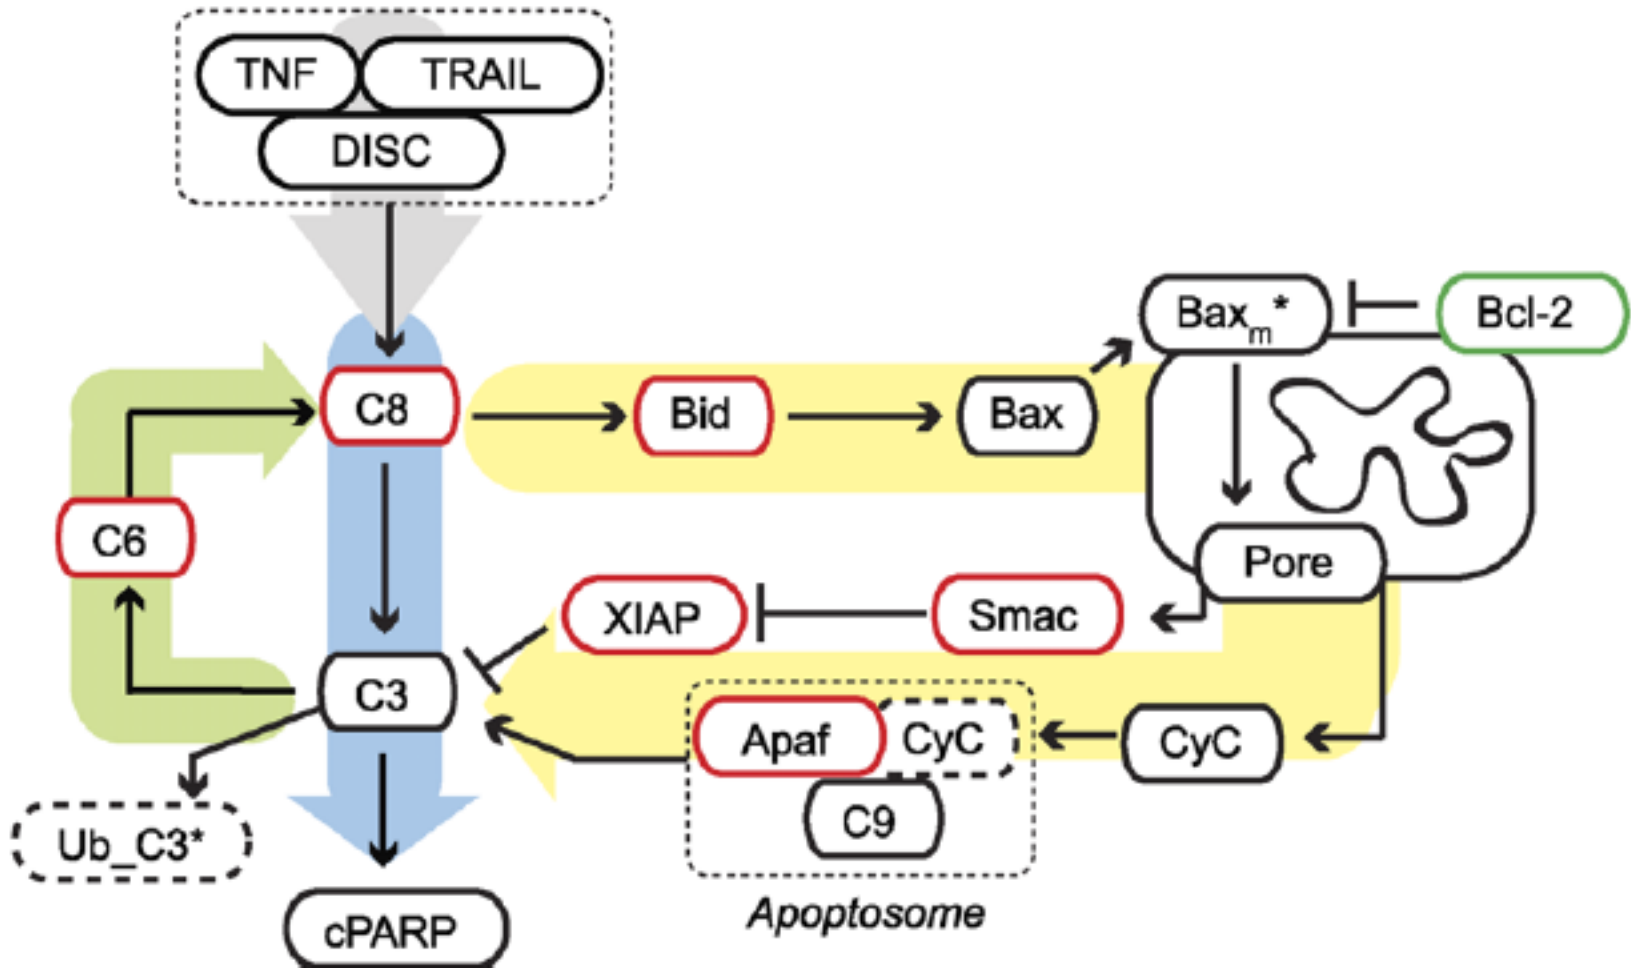 TNF
TRAIL
DISC
Bax_m*
Bcl-2
C8
Bid
Bax
C6
Pore
XIAP
Smac
C3
Apaf
CyC
CyC
C9
Ub_C3*
Apoptosome
cPARP